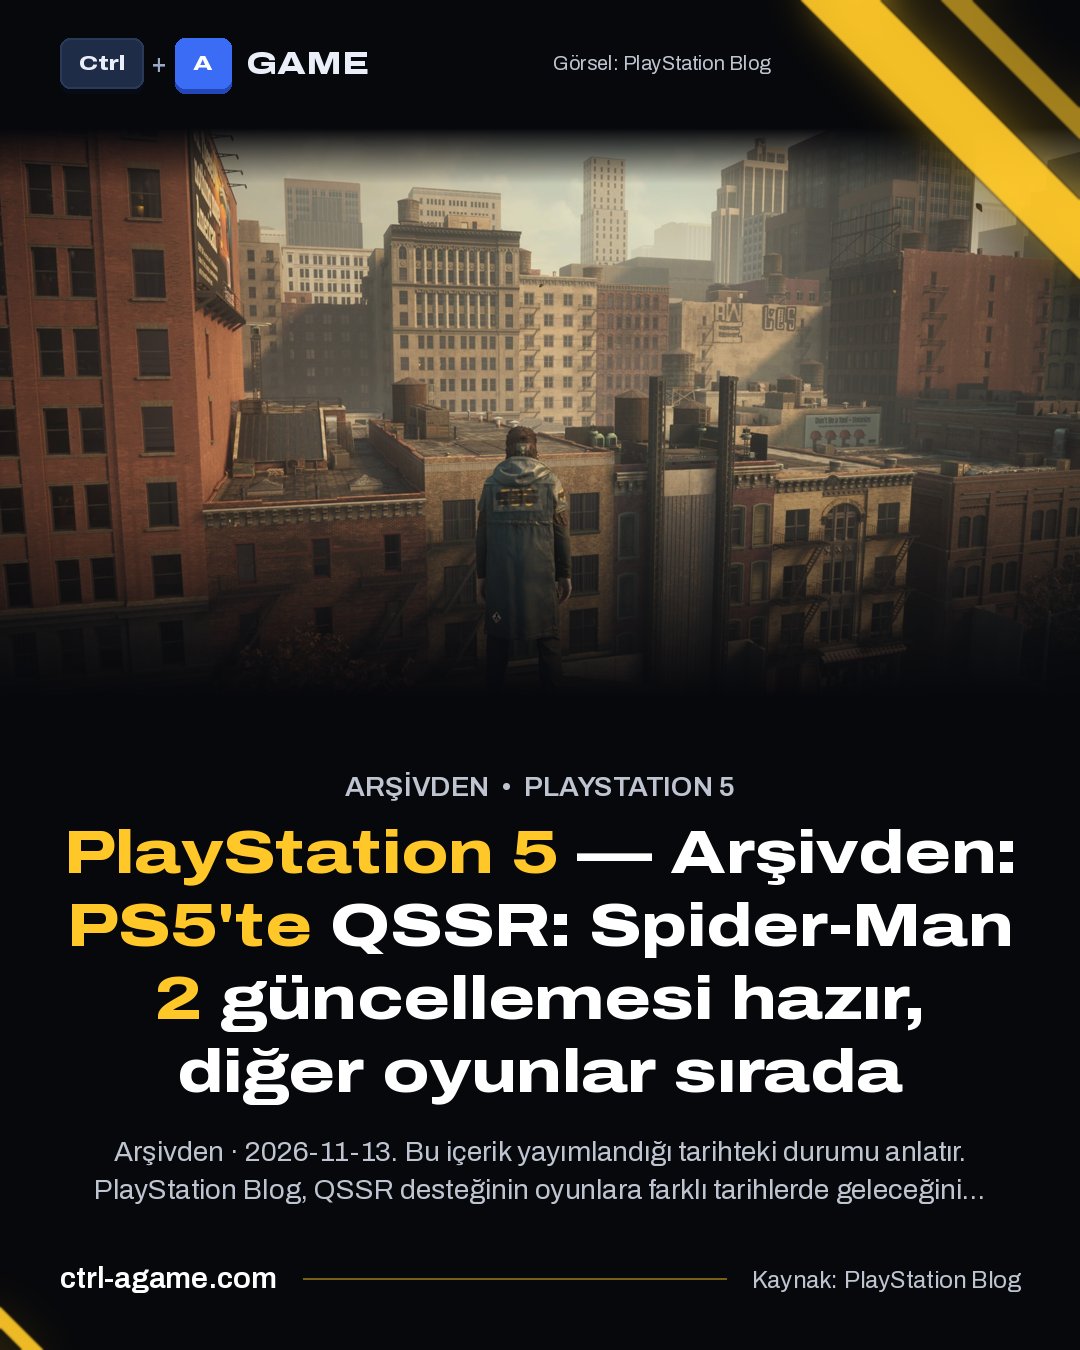 Ctrl + A GAME
Görsel: PlayStation Blog
ARŞİVDEN • PLAYSTATION 5
PlayStation 5 — Arşivden:
PS5'te QSSR: Spider-Man
2 güncellemesi hazır,
diğer oyunlar sırada
Arşivden · 2026-11-13. Bu içerik yayımlandığı tarihteki durumu anlatır.
PlayStation Blog, QSSR desteğinin oyunlara farklı tarihlerde geleceğini...
ctrl-agame.com
Kaynak: PlayStation Blog